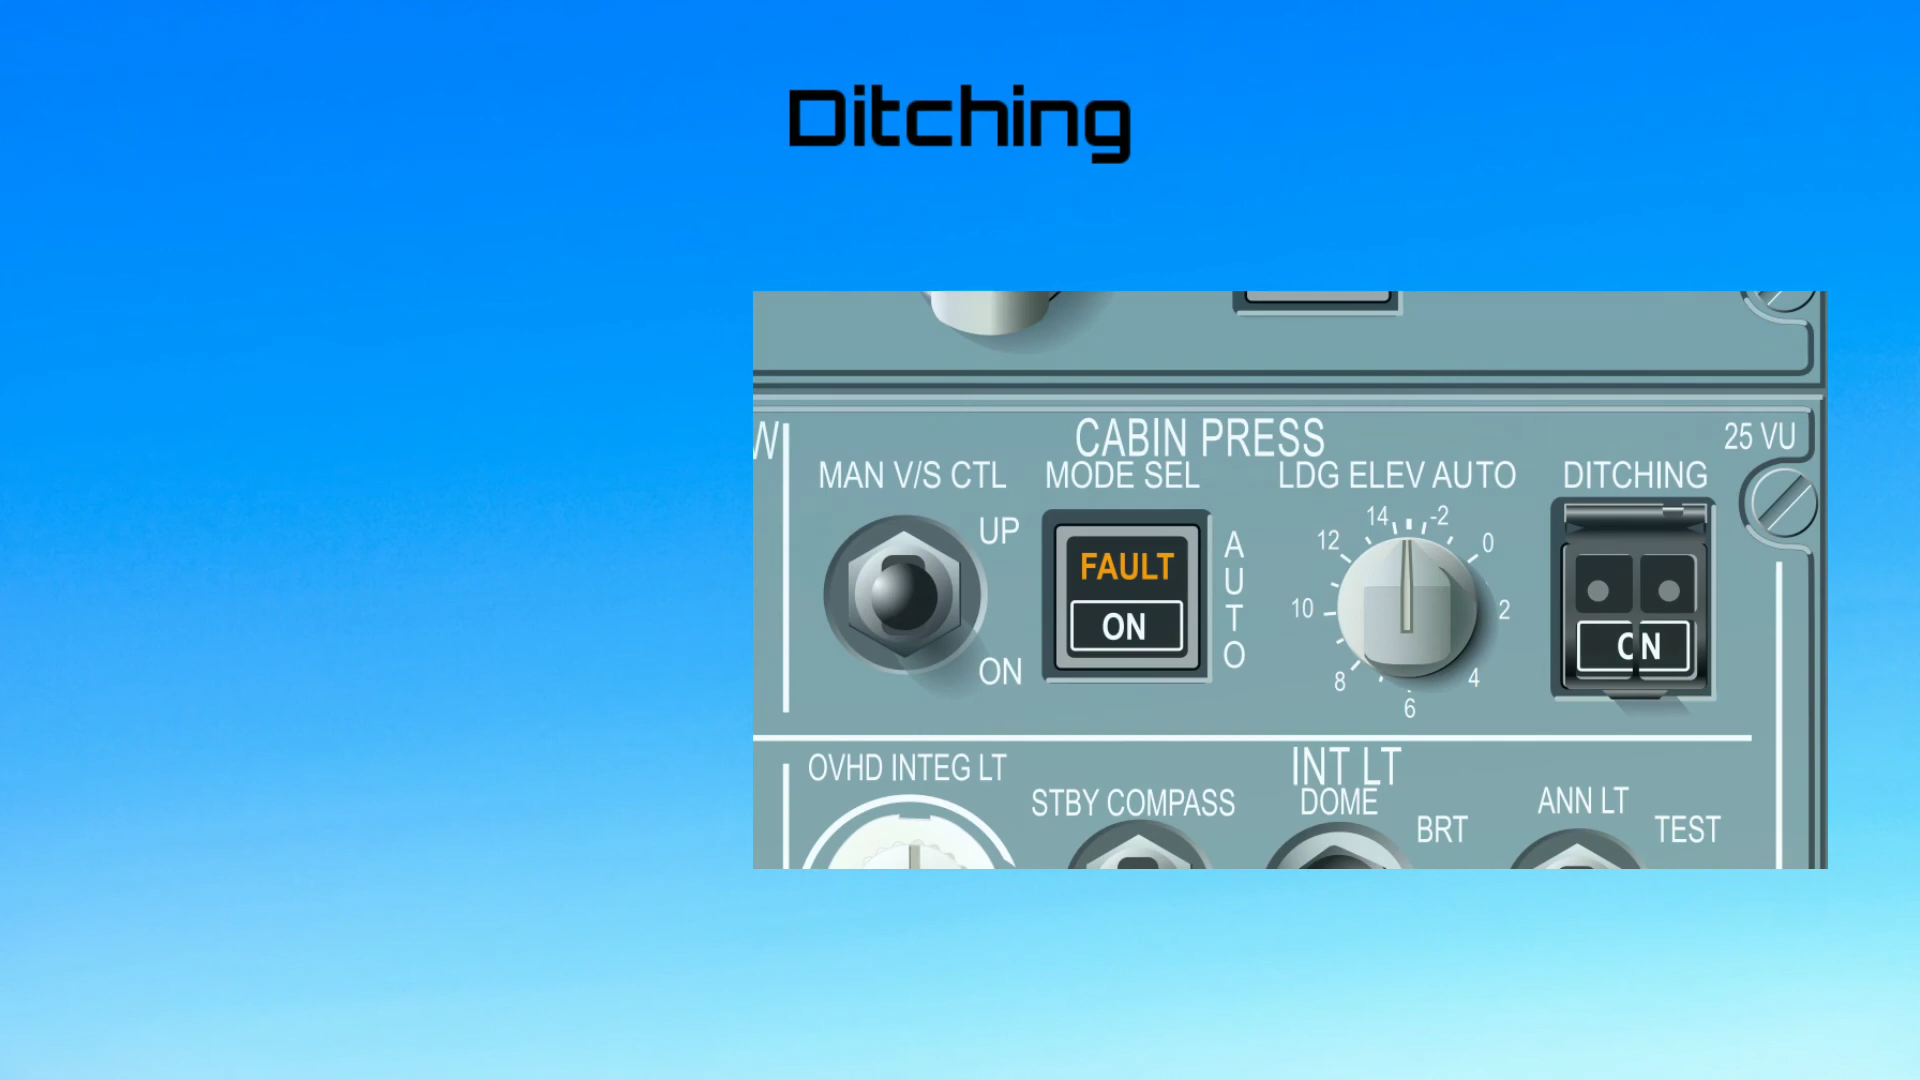 Ditching
W
CABIN PRESS
25 VU
MAN V/S CTL
MODE SEL
LDG ELEV AUTO
DITCHING
UP
ON
FAULT
ON
A
U
T
O
14
-2
12
0
10
2
8
4
6
ON
OVHD INTEG LT
INT LT
STBY COMPASS
DOME
BRT
ANN LT
TEST